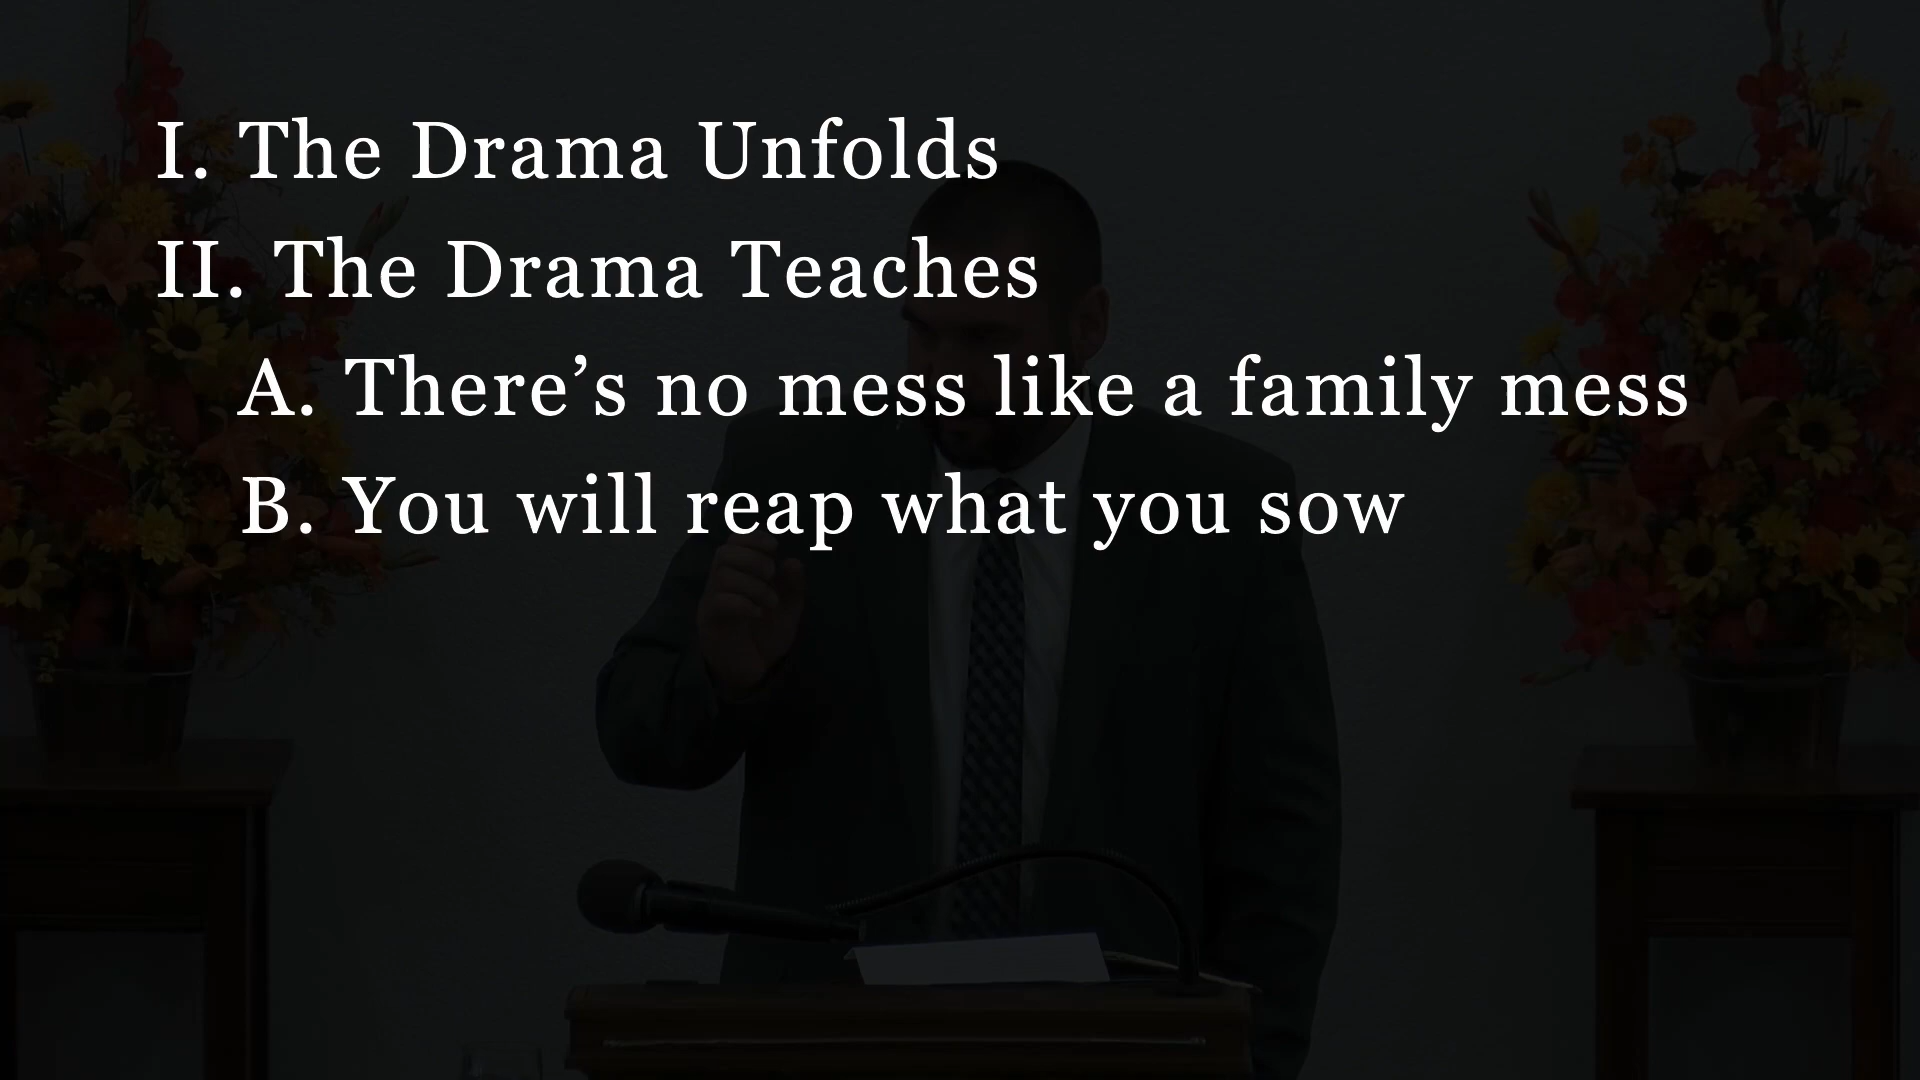 I. The Drama Unfolds
II. The Drama Teaches
A. There’s no mess like a family mess
B. You will reap what you sow